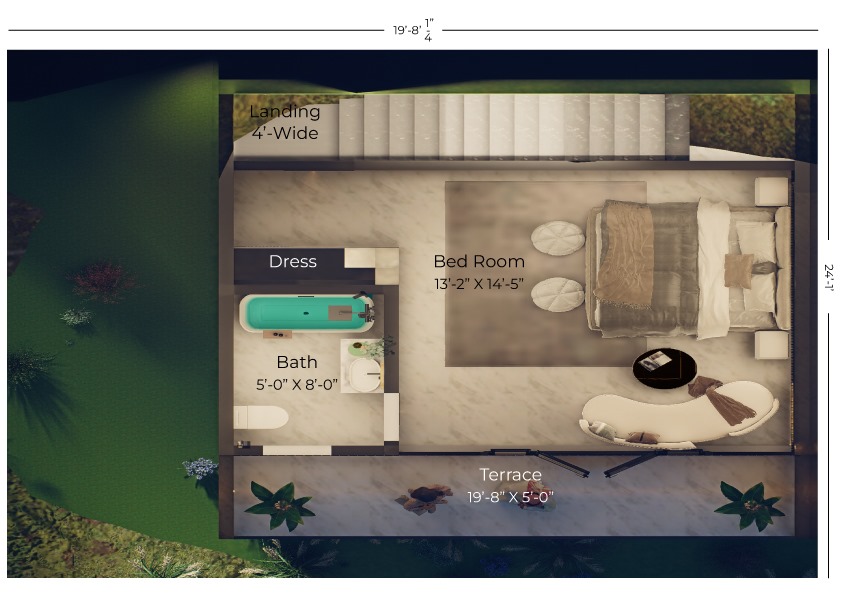 19'-8' 1"
4
Landing
4'-Wide
Dress
Bed Room
13'-2" X 14'-5"
Bath
5'-0" X 8'-0"
Terrace
19'-8" X 5'-0"
24'-1'